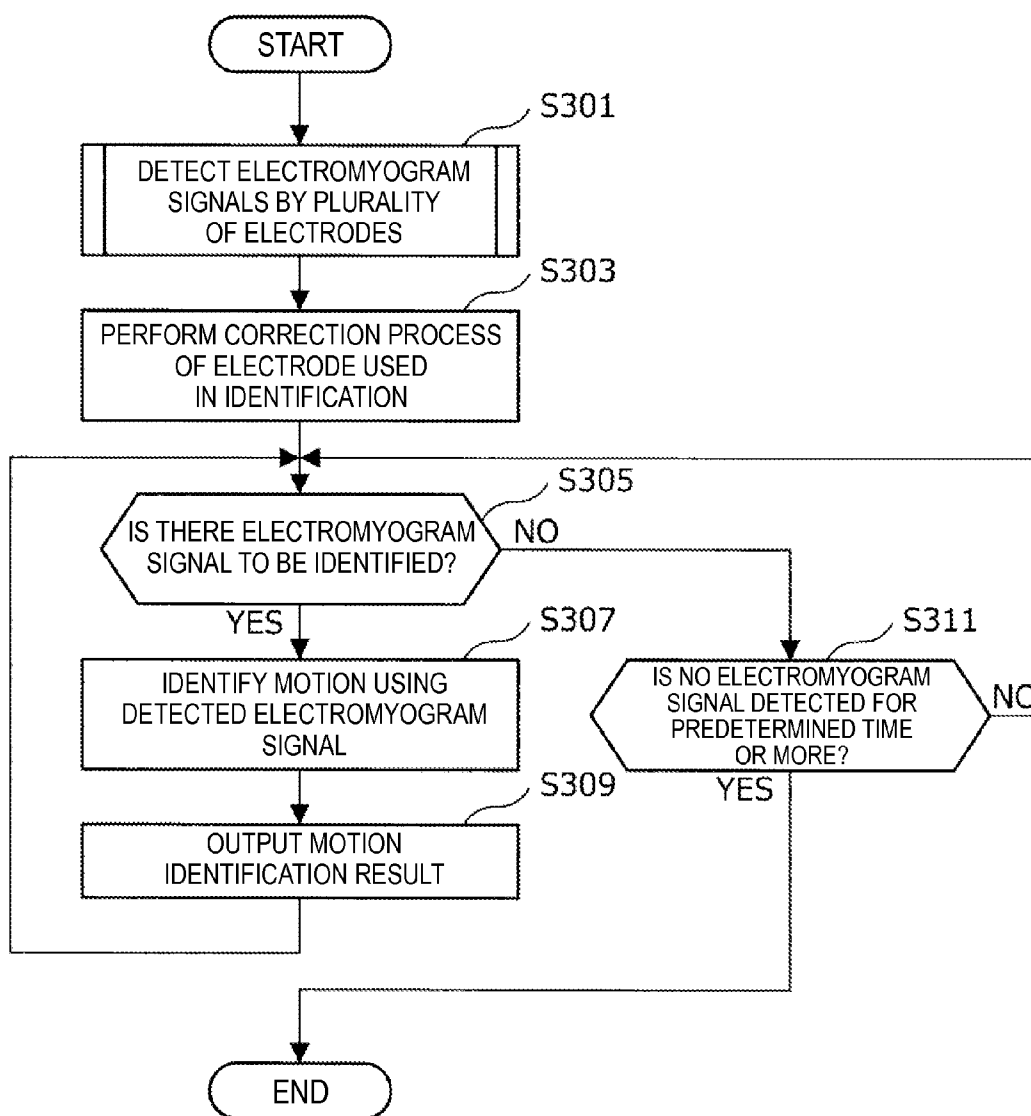 START
S301
DETECT ELECTROMYOGRAM
SIGNALS BY PLURALITY
OF ELECTRODES
S303
PERFORM CORRECTION PROCESS
OF ELECTRODE USED
IN IDENTIFICATION
S305
IS THERE ELECTROMYOGRAM
SIGNAL TO BE IDENTIFIED?
NO
YES
S307
IDENTIFY MOTION USING
DETECTED ELECTROMYOGRAM
SIGNAL
S309
OUTPUT MOTION
IDENTIFICATION RESULT
S311
IS NO ELECTROMYOGRAM
SIGNAL DETECTED FOR
PREDETERMINED TIME
OR MORE?
NO
YES
END